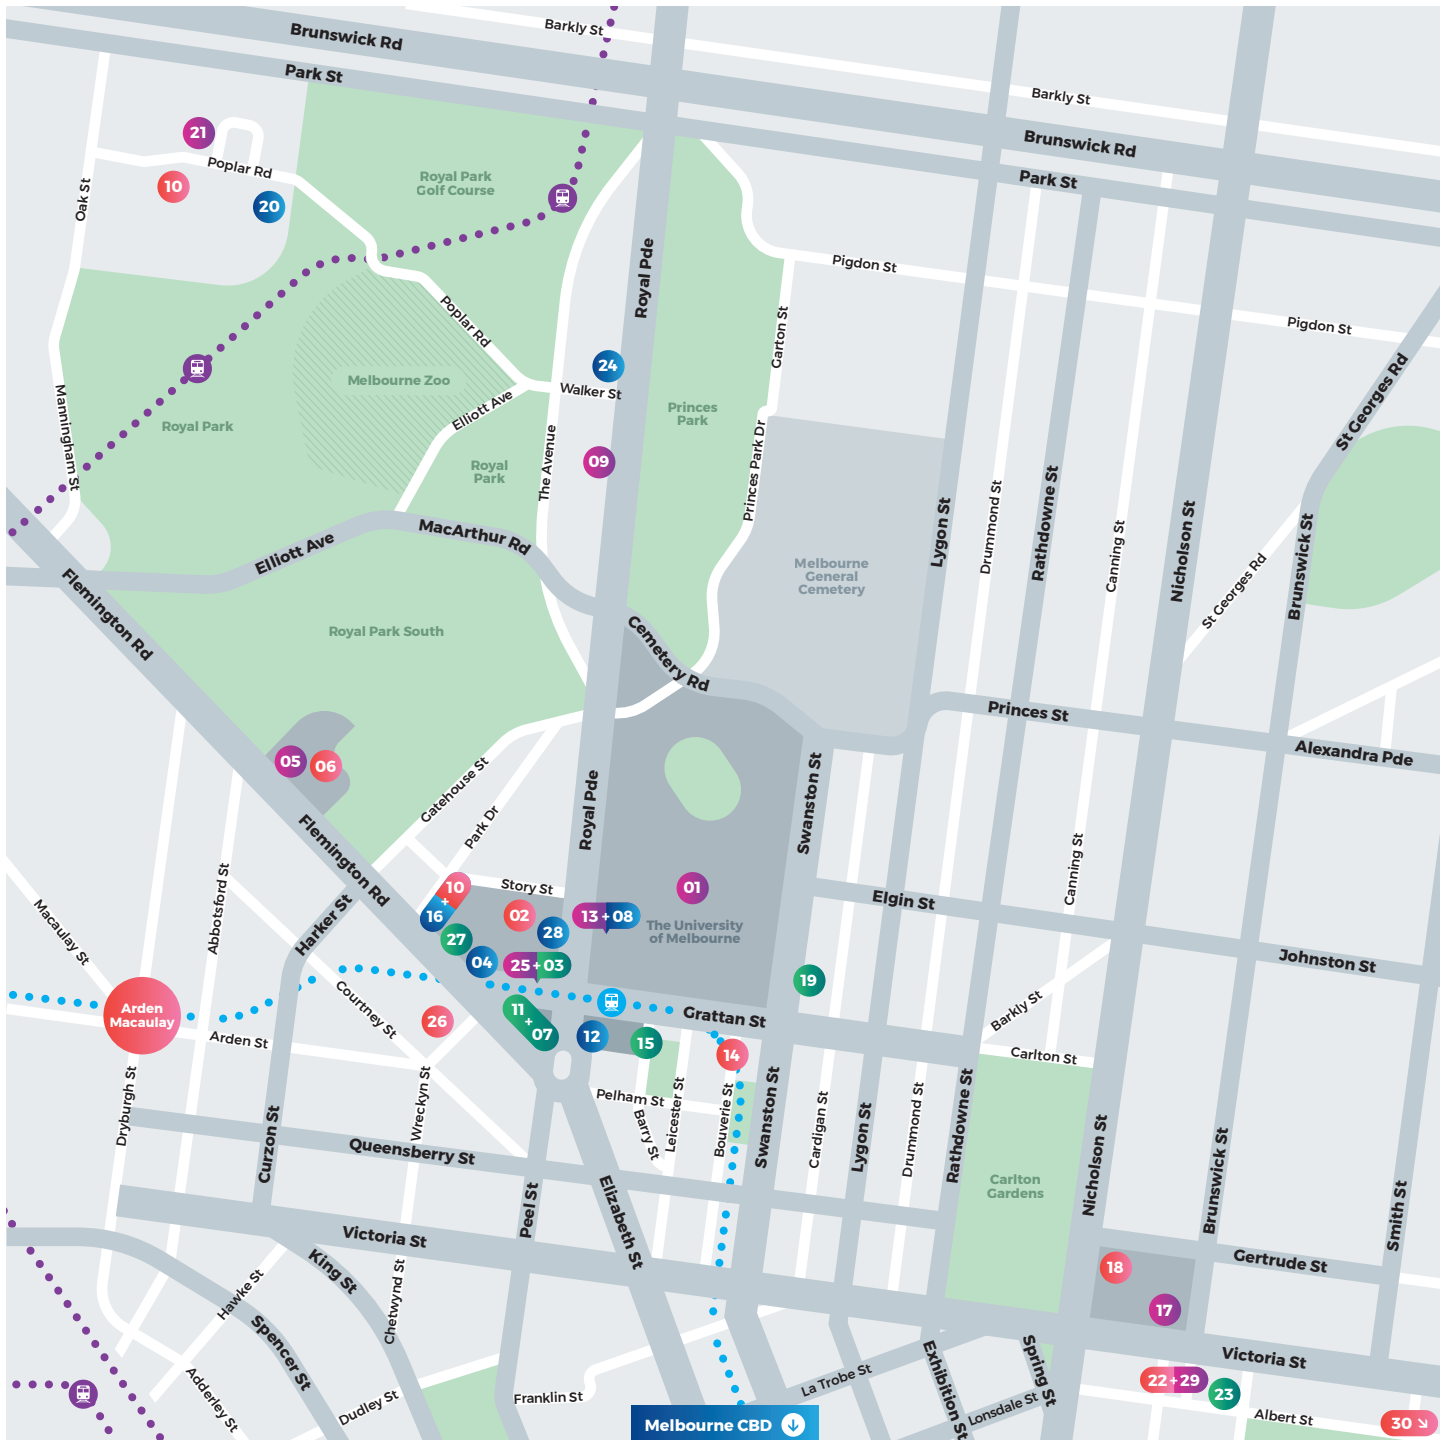 Barkly St
Brunswick Rd
Park St
Barkly St
Brunswick Rd
Park St
21
Poplar Rd
10
20
Oak St
Royal Park
Golf Course
Royal Pde
Pigdon St
Pigdon St
Poplar Rd
Garton St
24
Walker St
Melbourne Zoo
Elliott Ave
Princes
Park
St Georges Rd
Manningham St
Royal Park
Royal
Park
The Avenue
09
Princes Park Dr
Lygon St
Drummond St
Rathdowne St
Canning St
Nicholson St
Brunswick St
St Georges Rd
MacArthur Rd
Elliott Ave
Melbourne
General
Cemetery
Flemington Rd
Royal Park South
Cemetery Rd
Princes St
Alexandra Pde
05
06
Gatehouse St
Park Dr
Royal Pde
Swanston St
Flemington Rd
Canning St
10
+
16
Story St
02
28
13 + 08
01
The University
of Melbourne
Elgin St
Johnston St
Macaulay St
Abbotsford St
Harker St
27
04
25 + 03
19
Arden
Macaulay
Courtney St
26
11
+
07
12
15
Grattan St
14
Barkly St
Carlton St
Arden St
Dryburgh St
Curzon St
Wreckyn St
Pelham St
Barry St
Leicester St
Bouverie St
Swanston St
Cardigan St
Lygon St
Drummond St
Rathdowne St
Queensberry St
Carlton
Gardens
Nicholson St
Brunswick St
Smith St
Peel St
Elizabeth St
Victoria St
Gertrude St
18
17
King St
Hawke St
Chetwynd St
Spencer St
Adderley St
Dudley St
Franklin St
La Trobe St
Exhibition St
Lonsdale St
Spring St
Victoria St
22 + 29
23
Albert St
30
Melbourne CBD